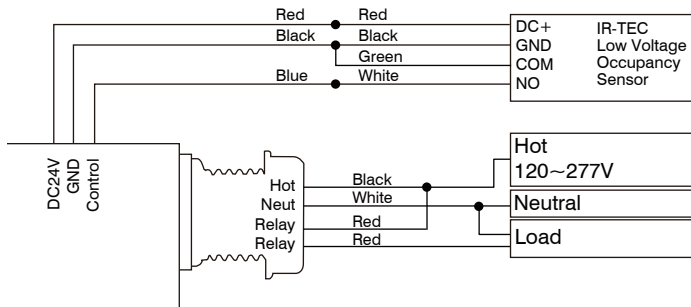 Red Red DC+ IR-TEC
Black Black GND Low Voltage
Green COM Occupancy
Blue White NO Sensor
DC24V
GND
Control
Hot
120~277V
Hot Black
Neut White
Neutral
Relay Red
Relay Red
Load